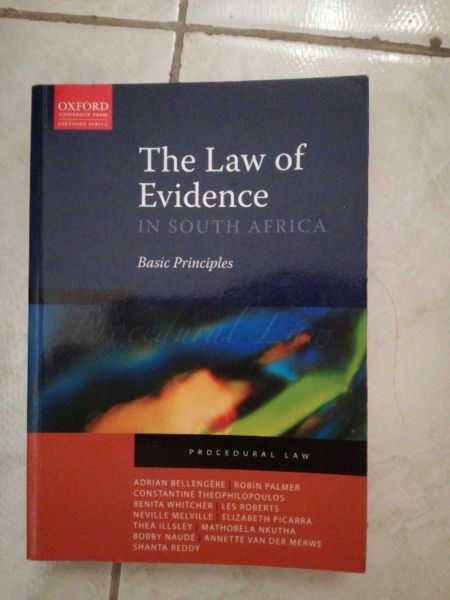 OXFORD
UNIVERSITY PRESS
SOUTHERN AFRICA
The Law of
Evidence
IN SOUTH AFRICA
Basic Principles
Procedural Law
PROCEDURAL LAW
ADRIAN BELLENGÈRE | ROBIN PALMER
CONSTANTINE THEOPHILOPOULOS
BENITA WHITCHER | LES ROBERTS
NEVILLE MELVILLE | ELIZABETH PICARRA
THEA ILLSLEY | MATHOBELA NKUTHA
BOBBY NAUDÉ | ANNETTE VAN DER MERWE
SHANTA REDDY